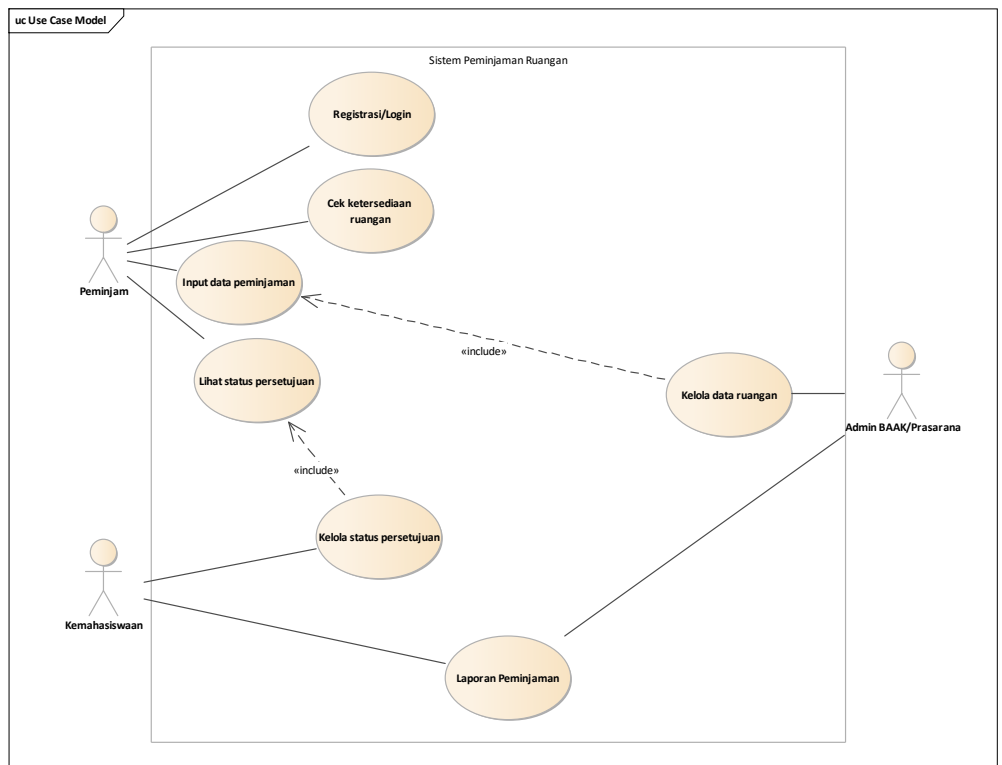 uc Use Case Model
Sistem Peminjaman Ruangan
Registrasi/Login
Cek ketersediaan
ruangan
Peminjam
Input data peminjaman
«include»
Lihat status persetujuan
Kelola data ruangan
Admin BAAK/Prasarana
«include»
Kelola status persetujuan
Kemahasiswaan
Laporan Peminjaman